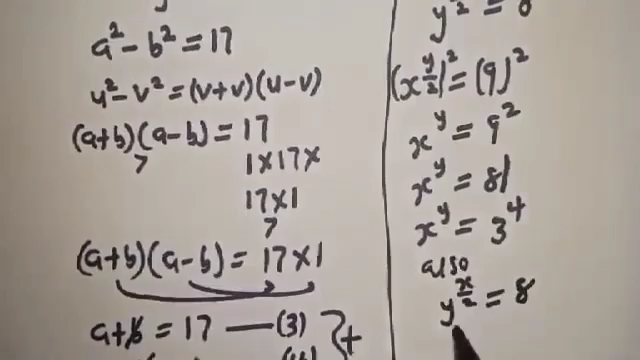 a² - b² = 17
u² - v² = (v+v)(u-v)
(a+b)(a-b) = 17
>
1×17×
17×1
>
(a+b)(a-b) = 17×1
a+b = 17 — (3)
+
y^(x/2) = 8
(x^(y/2))² = (9)²
x^y = 9²
x^y = 81
x^y = 3⁴
also
y^(x/2) = 8